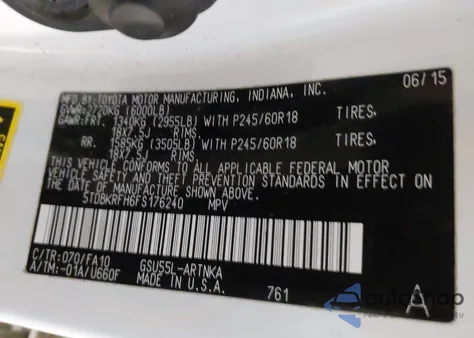 MFD BY: TOYOTA MOTOR MANUFACTURING, INDIANA, INC. 06/15
GVWR: 2720KG (6000LB)
GAWR:FRT. 1340KG (2955LB) WITH P245/60R18 TIRES,
18X7.5J RIMS
RR. 1585KG (3505LB) WITH P245/60R18 TIRES,
18X7.5J RIMS
THIS VEHICLE CONFORMS TO ALL APPLICABLE FEDERAL MOTOR
VEHICLE SAFETY AND THEFT PREVENTION STANDARDS IN EFFECT ON
THE DATE OF MANUFACTURE SHOWN ABOVE.
5TDBKRFH6FS176240 MPV
C/TR:070/FA10 GSU55L-ARTNKA
A/TM:-01A/U660F MADE IN U.S.A. 761 A